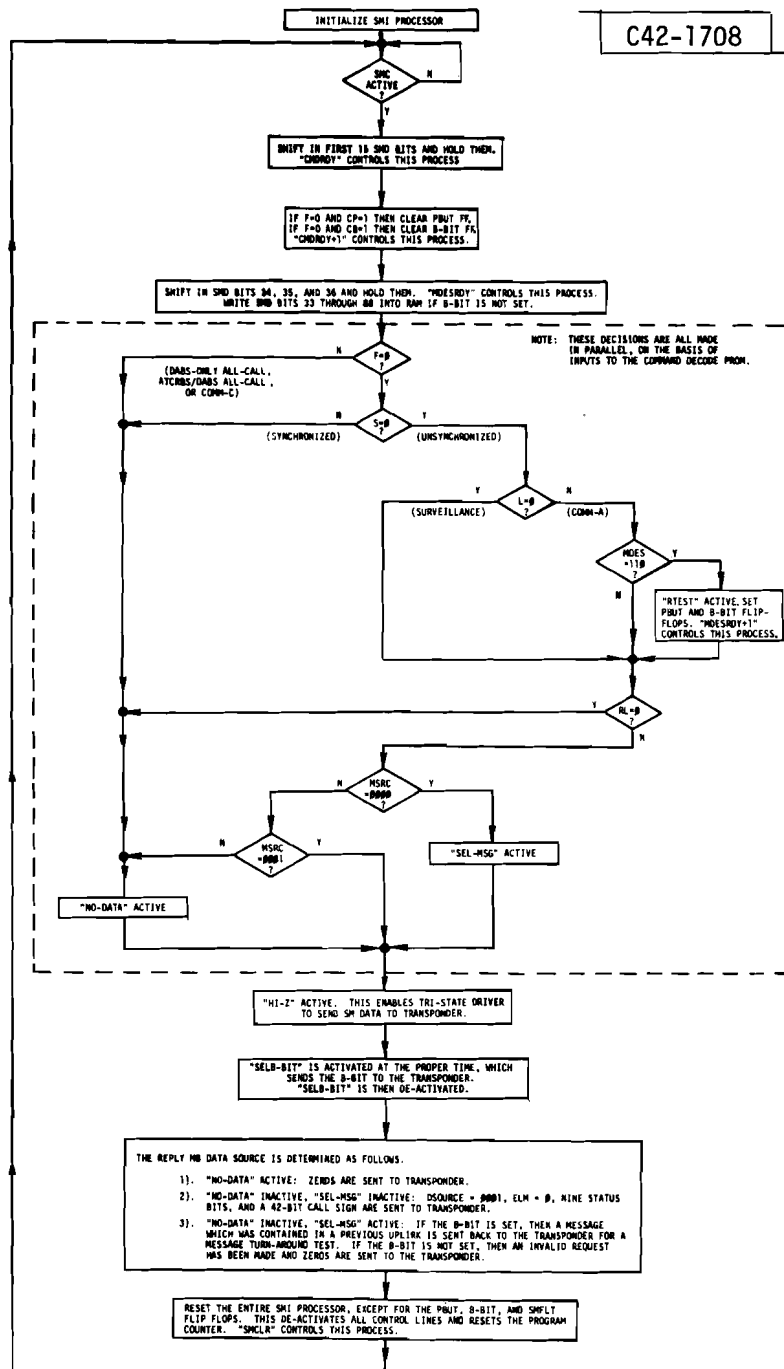 INITIALIZE SMI PROCESSOR
C42-1708
SMC
ACTIVE
?
N
Y
SHIFT IN FIRST 16 SMD BITS AND HOLD THEM.
"CMDRDY" CONTROLS THIS PROCESS
IF F=0 AND CP=1 THEN CLEAR PBUT FF,
IF F=0 AND CB=1 THEN CLEAR B-BIT FF,
"CMDRDY+1" CONTROLS THIS PROCESS.
SHIFT IN SMD BITS 34, 35, AND 36 AND HOLD THEM. "MDESRDY" CONTROLS THIS PROCESS.
WRITE SMD BITS 33 THROUGH 88 INTO RAM IF B-BIT IS NOT SET.
NOTE: THESE DECISIONS ARE ALL MADE
IN PARALLEL, ON THE BASIS OF
INPUTS TO THE COMMAND DECODE PROM.
N
F=0
?
Y
(DABS-ONLY ALL-CALL,
ATCRBS/DABS ALL-CALL,
OR COMM-C)
N
S=0
?
Y
(SYNCHRONIZED)
(UNSYNCHRONIZED)
Y
L=0
?
N
(SURVEILLANCE)
(COMM-A)
MDES
=110
?
Y
N
"RTEST" ACTIVE. SET
PBUT AND B-BIT FLIP-
FLOPS. "MDESRDY+1"
CONTROLS THIS PROCESS.
Y
RL=0
?
N
N
MSRC
=0000
?
Y
N
MSRC
=0001
?
Y
"SEL-MSG" ACTIVE
"NO-DATA" ACTIVE
"HI-Z" ACTIVE. THIS ENABLES TRI-STATE DRIVER
TO SEND SM DATA TO TRANSPONDER.
"SELB-BIT" IS ACTIVATED AT THE PROPER TIME, WHICH
SENDS THE B-BIT TO THE TRANSPONDER.
"SELB-BIT" IS THEN DE-ACTIVATED.
THE REPLY MB DATA SOURCE IS DETERMINED AS FOLLOWS.
1). "NO-DATA" ACTIVE: ZEROS ARE SENT TO TRANSPONDER.
2). "NO-DATA" INACTIVE, "SEL-MSG" INACTIVE: DSOURCE = 0001, ELM = 0, NINE STATUS
BITS, AND A 42-BIT CALL SIGN ARE SENT TO TRANSPONDER.
3). "NO-DATA" INACTIVE, "SEL-MSG" ACTIVE: IF THE B-BIT IS SET, THEN A MESSAGE
WHICH WAS CONTAINED IN A PREVIOUS UPLINK IS SENT BACK TO THE TRANSPONDER FOR A
MESSAGE TURN-AROUND TEST. IF THE B-BIT IS NOT SET, THEN AN INVALID REQUEST
HAS BEEN MADE AND ZEROS ARE SENT TO THE TRANSPONDER.
RESET THE ENTIRE SMI PROCESSOR, EXCEPT FOR THE PBUT, B-BIT, AND SMFLT
FLIP FLOPS. THIS DE-ACTIVATES ALL CONTROL LINES AND RESETS THE PROGRAM
COUNTER. "SMCLR" CONTROLS THIS PROCESS.